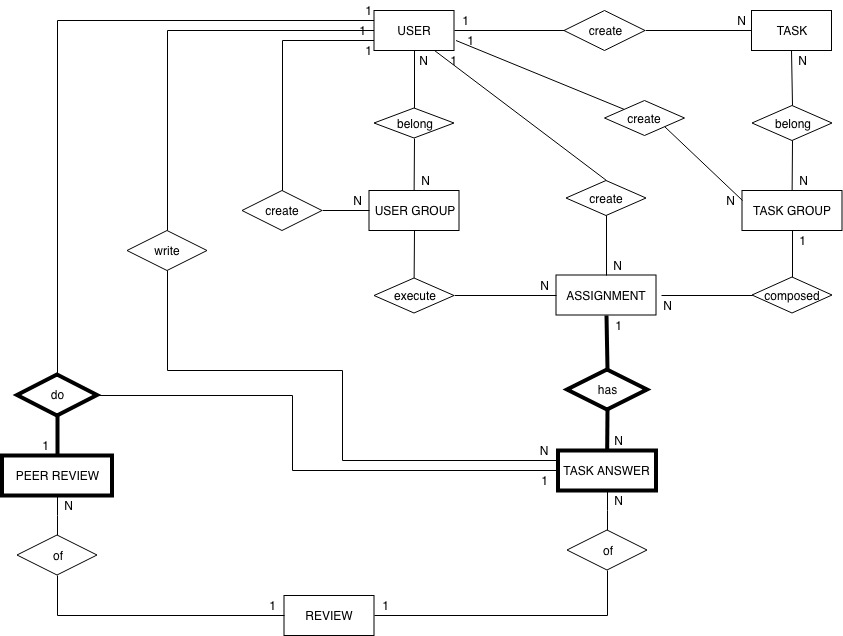 1
USER
1
create
N
TASK
1
1
1
1
N
N
belong
create
belong
N
N
create
N
USER GROUP
create
N
TASK GROUP
write
1
N
execute
N
ASSIGNMENT
N
composed
1
do
has
1
N
PEER REVIEW
N
1
TASK ANSWER
N
N
of
of
1
REVIEW
1